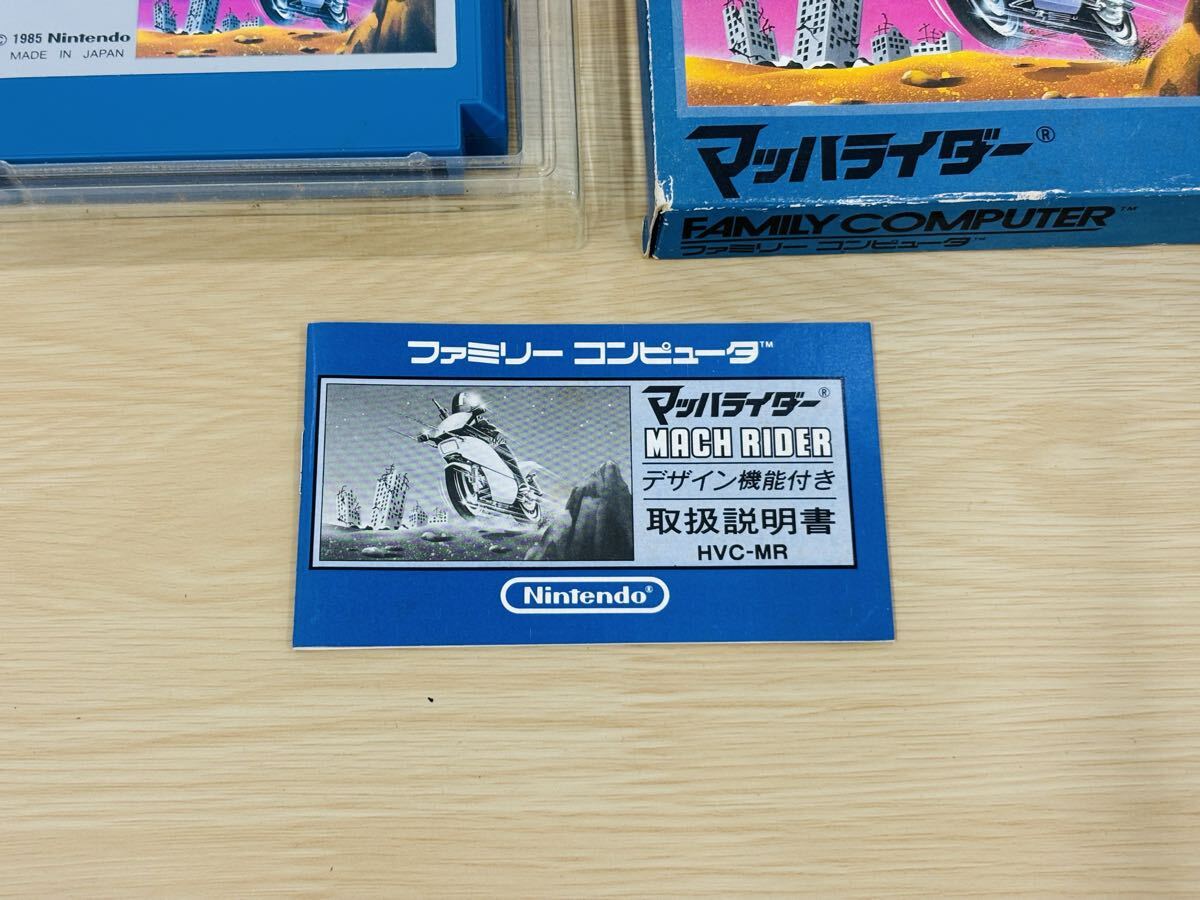 © 1985 Nintendo
MADE IN JAPAN
マッハライダー®
FAMILY COMPUTER™
ファミリー コンピュータ™
ファミリー コンピュータ™
マッハライダー®
MACH RIDER
デザイン機能付き
取扱説明書
HVC-MR
Nintendo®